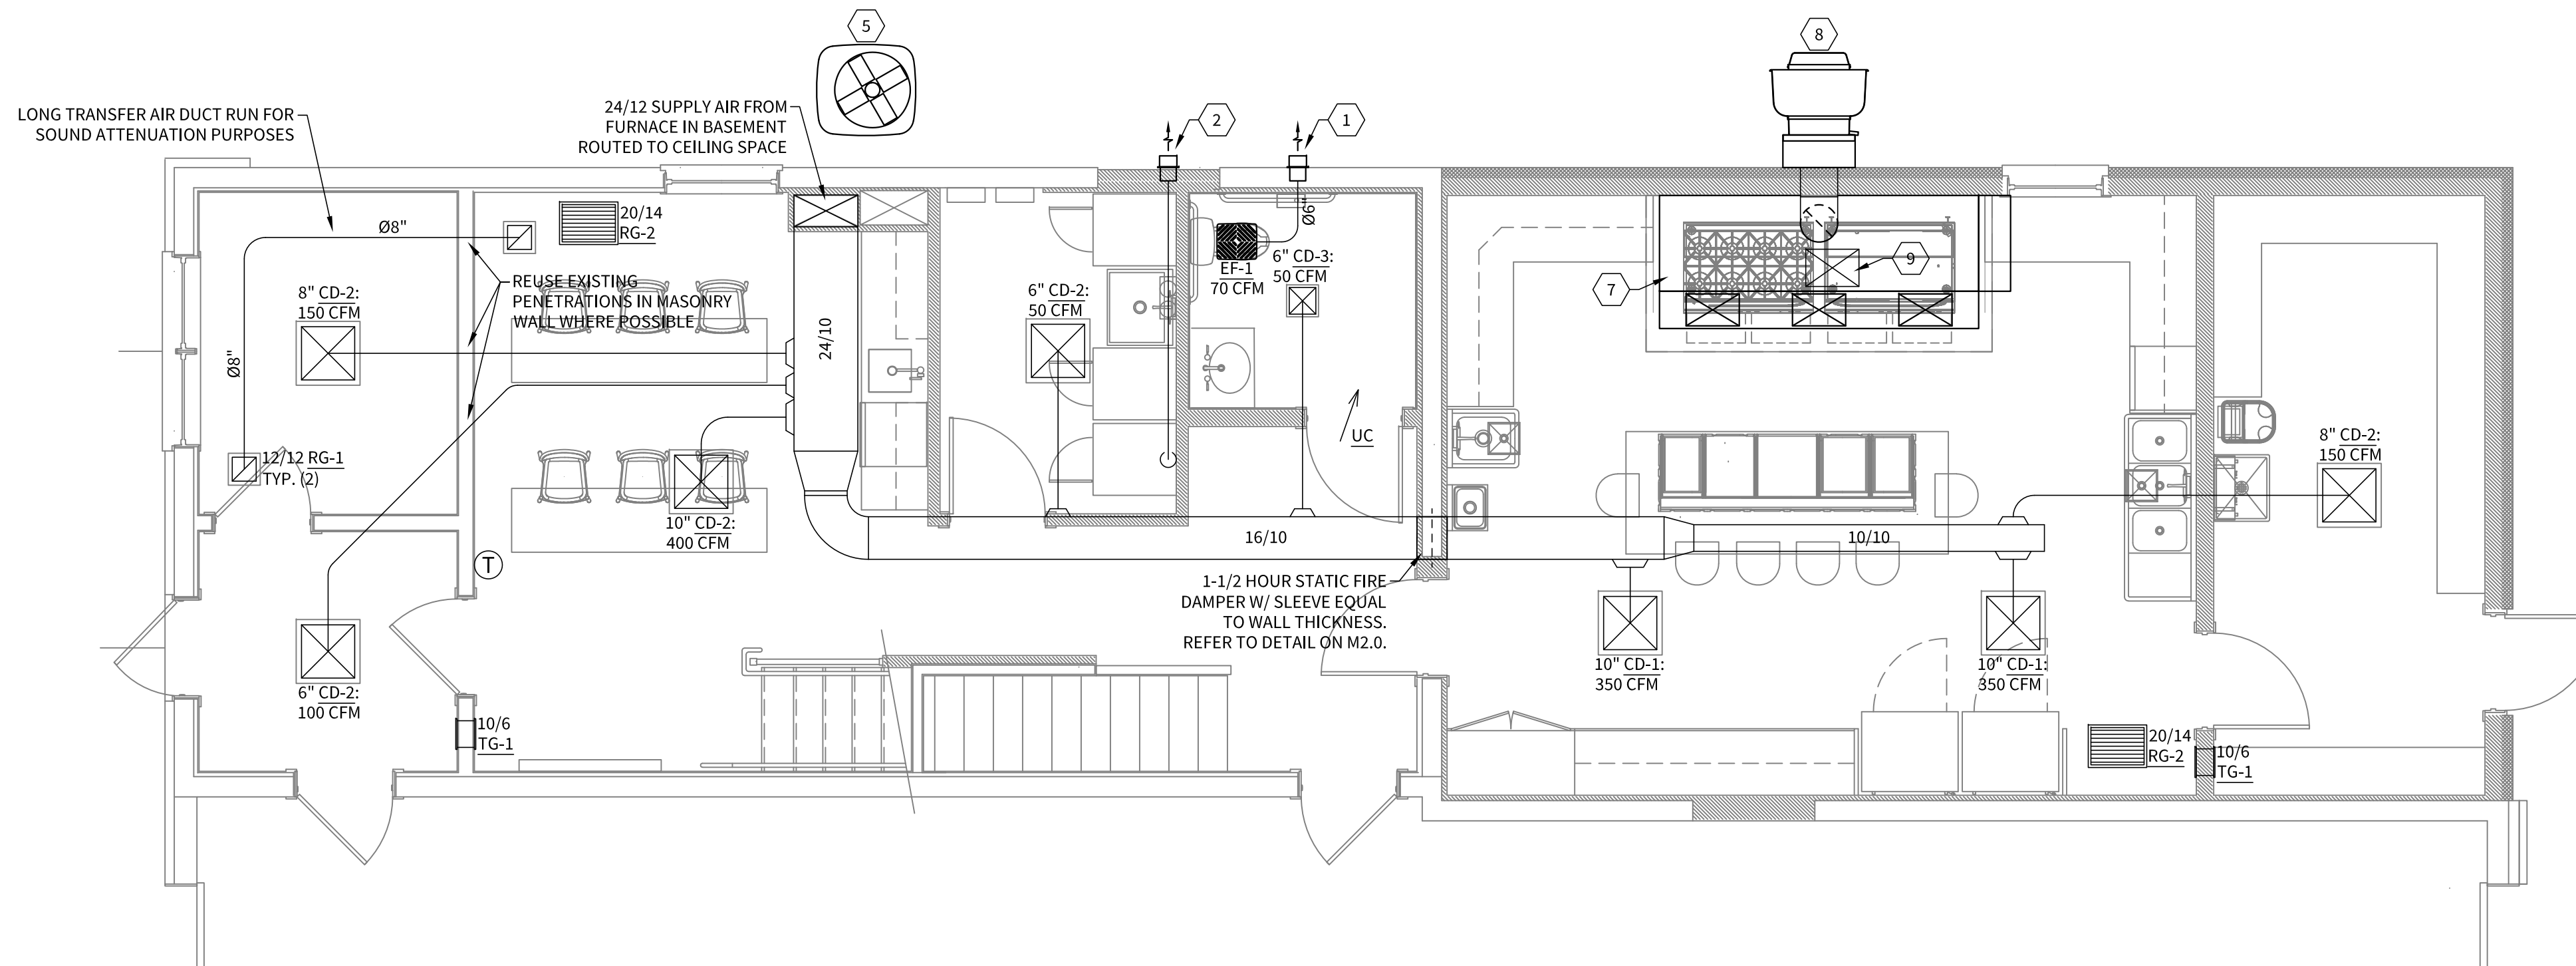 5
8
LONG TRANSFER AIR DUCT RUN FOR
SOUND ATTENUATION PURPOSES
24/12 SUPPLY AIR FROM
FURNACE IN BASEMENT
ROUTED TO CEILING SPACE
2
1
Ø8"
20/14
RG-2
Ø6"
EF-1
70 CFM
6" CD-3:
50 CFM
9
7
REUSE EXISTING
PENETRATIONS IN MASONRY
WALL WHERE POSSIBLE
8" CD-2:
150 CFM
6" CD-2:
50 CFM
24/10
Ø8"
UC
8" CD-2:
150 CFM
12/12 RG-1
TYP. (2)
10" CD-2:
400 CFM
16/10
10/10
T
1-1/2 HOUR STATIC FIRE
DAMPER W/ SLEEVE EQUAL
TO WALL THICKNESS.
REFER TO DETAIL ON M2.0.
10" CD-1:
350 CFM
10" CD-1:
350 CFM
6" CD-2:
100 CFM
10/6
TG-1
20/14
RG-2
10/6
TG-1